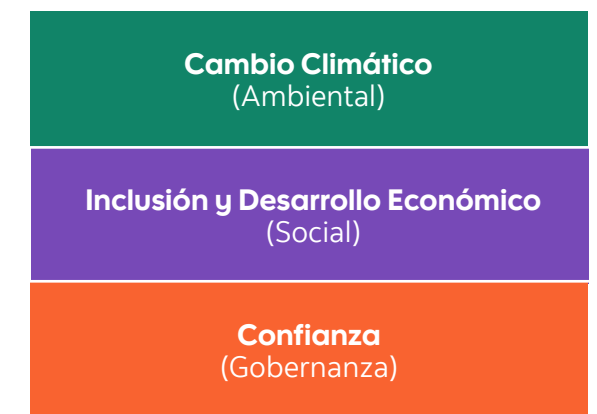 Cambio Climático
(Ambiental)
Inclusión y Desarrollo Económico
(Social)
Confianza
(Gobernanza)